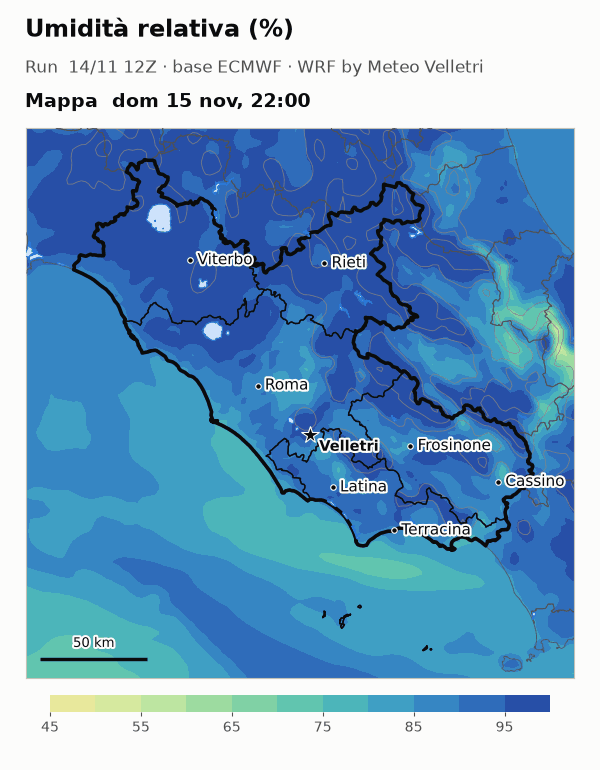 Umidità relativa (%)
Run 14/11 12Z · base ECMWF · WRF by Meteo Velletri
Mappa dom 15 nov, 22:00
Viterbo
Rieti
Roma
Velletri
Frosinone
Cassino
Latina
Terracina
50 km
45 55 65 75 85 95